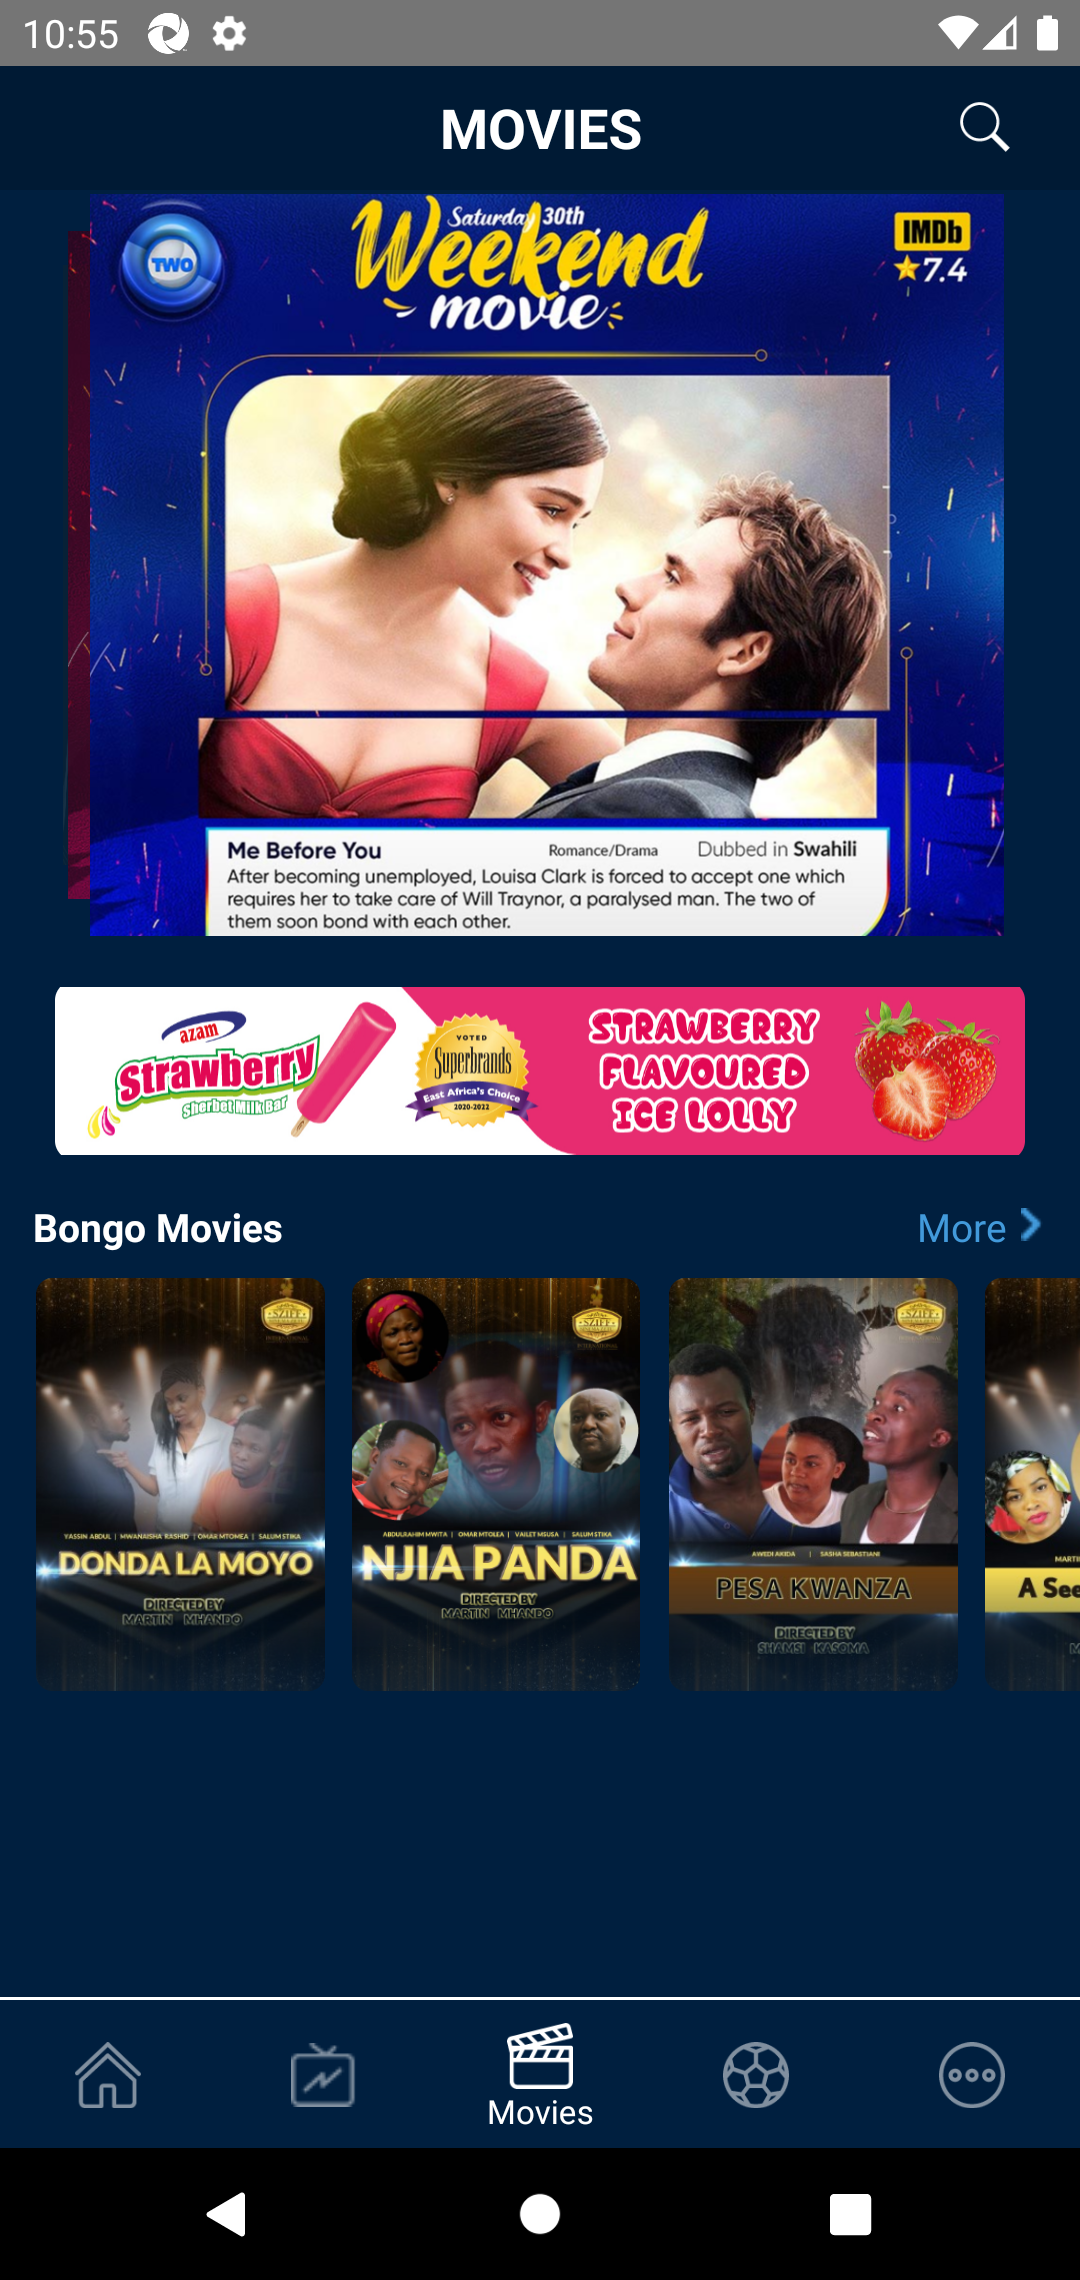 10:55
MOVIES
TWO
Saturday 30th
Weekend
movie
IMDb
7.4
Me Before You
Romance/Drama
Dubbed in Swahili
After becoming unemployed, Louisa Clark is forced to accept one which
requires her to take care of Will Traynor, a paralysed man. The two of
them soon bond with each other.
azam
Strawberry
Sherbet Milk Bar
VOTED
Superbrands
East Africa's Choice
2020-2022
STRAWBERRY
FLAVOURED
ICE LOLLY
Bongo Movies
More
SZIFF
YASSIN ABDUL | MWANAISHA RASHID | OMAR MTOMEA | SALUM STIKA
DONDA LA MOYO
DIRECTED BY
MARTIN MHANDO
SZIFF
ABDULRAHIM MWITA | OMAR MTOLEA | VAILET MSUSA | SALUM STIKA
NJIA PANDA
DIRECTED BY
MARTIN MHANDO
SZIFF
AWEDI AKIDA | SASHA SEBASTIANI
PESA KWANZA
DIRECTED BY
SHAMSI KASOMA
MARTI
A See
M
Movies